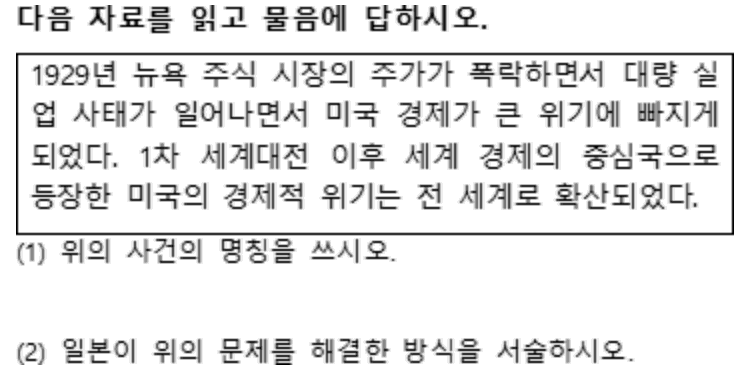 다음 자료를 읽고 물음에 답하시오.
1929년 뉴욕 주식 시장의 주가가 폭락하면서 대량 실
업 사태가 일어나면서 미국 경제가 큰 위기에 빠지게
되었다. 1차 세계대전 이후 세계 경제의 중심국으로
등장한 미국의 경제적 위기는 전 세계로 확산되었다.
(1) 위의 사건의 명칭을 쓰시오.
(2) 일본이 위의 문제를 해결한 방식을 서술하시오.